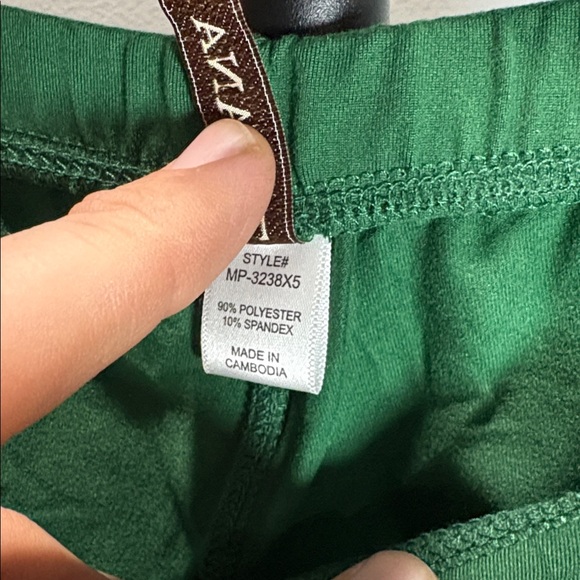 STYLE#
MP-3238X5
90% POLYESTER
10% SPANDEX
MADE IN
CAMBODIA